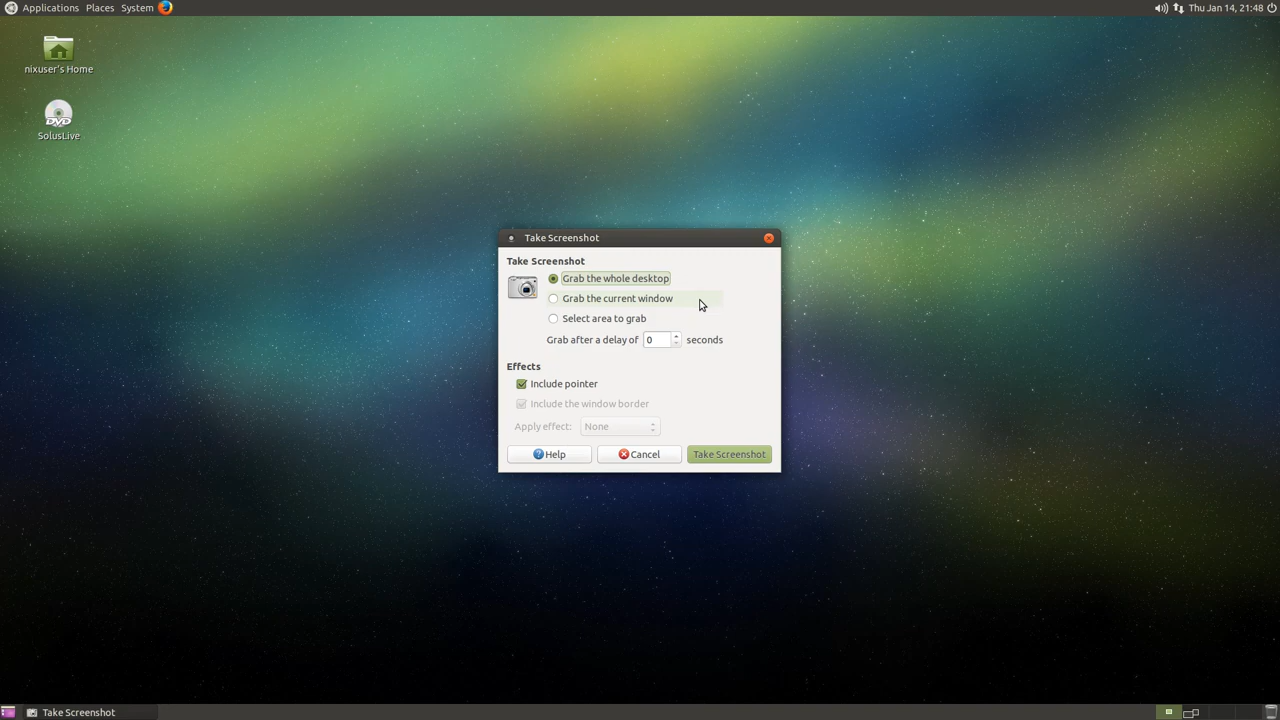 Applications Places System Thu Jan 14, 21:48
nixuser's Home
DVD
SolusLive
Take Screenshot
Take Screenshot
Grab the whole desktop
Grab the current window
Select area to grab
Grab after a delay of 0 seconds
Effects
Include pointer
Include the window border
Apply effect: None
Help Cancel Take Screenshot
Take Screenshot